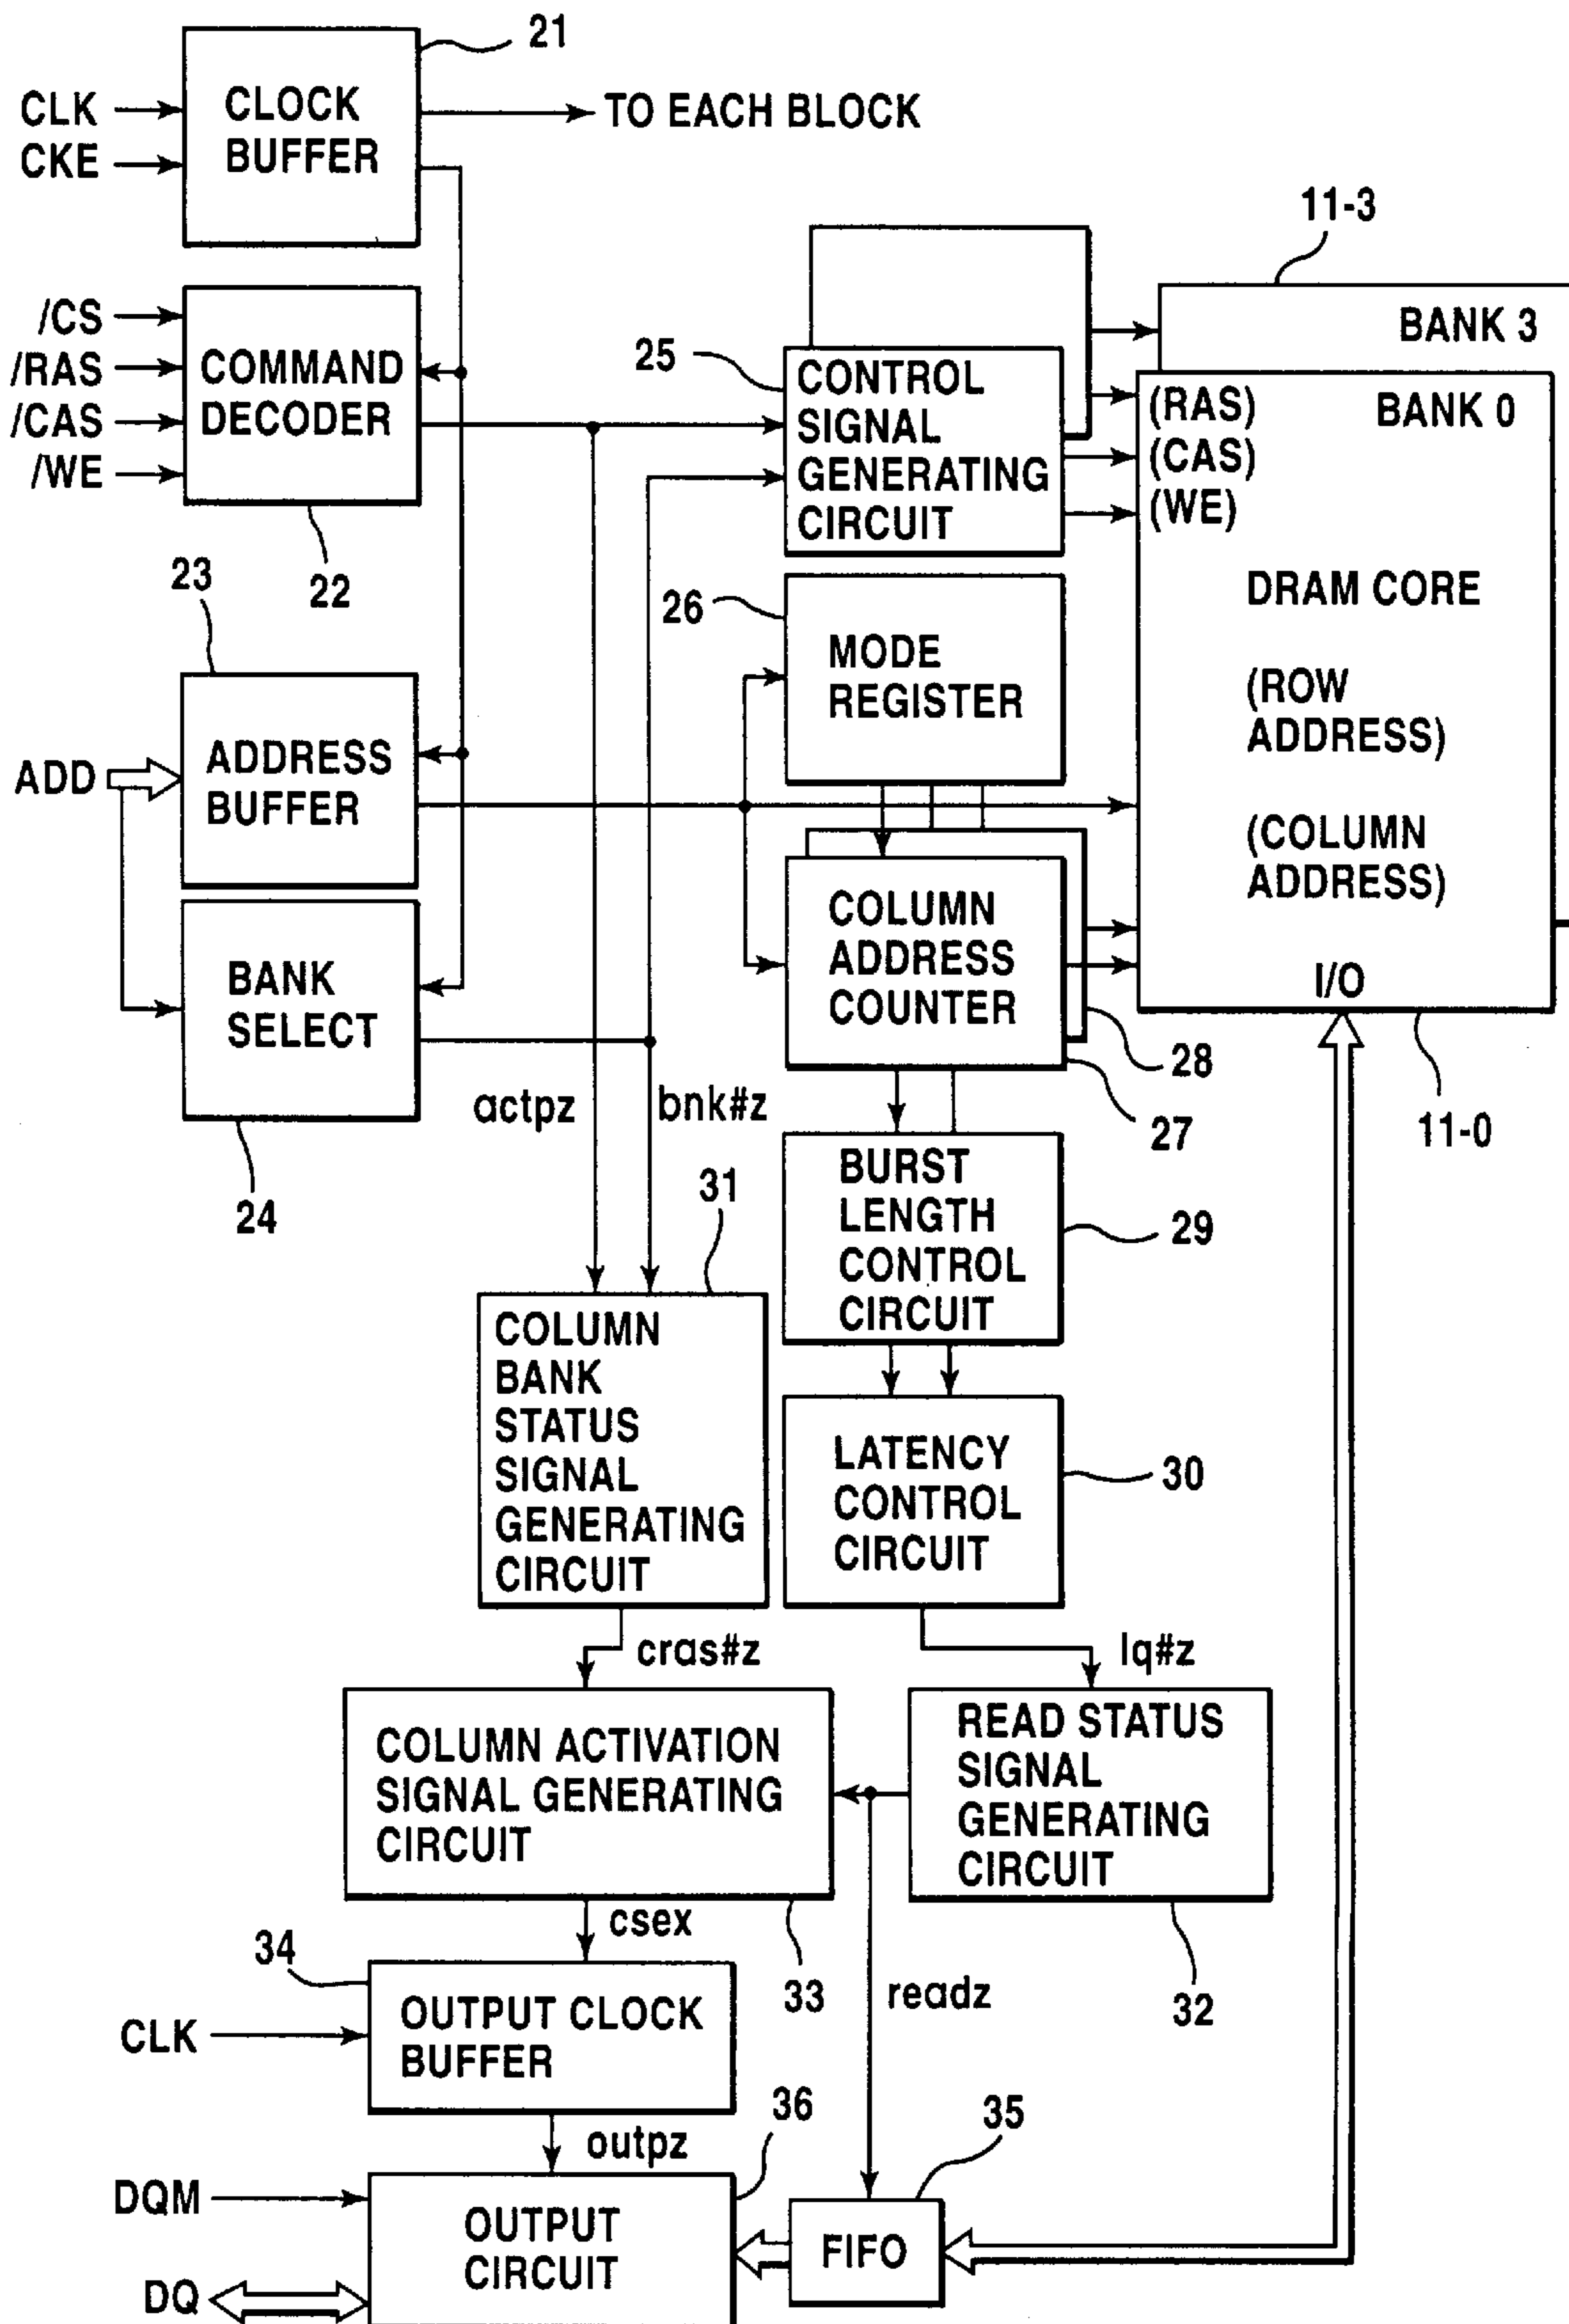 21
CLK
CKE
CLOCK
BUFFER
TO EACH BLOCK
11-3
/CS
/RAS
/CAS
/WE
COMMAND
DECODER
22
25
CONTROL
SIGNAL
GENERATING
CIRCUIT
BANK 3
BANK 0
(RAS)
(CAS)
(WE)
DRAM CORE
(ROW
ADDRESS)
(COLUMN
ADDRESS)
I/O
11-0
23
ADD
ADDRESS
BUFFER
26
MODE
REGISTER
BANK
SELECT
24
COLUMN
ADDRESS
COUNTER
28
27
actpz
bnk#z
31
BURST
LENGTH
CONTROL
CIRCUIT
29
COLUMN
BANK
STATUS
SIGNAL
GENERATING
CIRCUIT
LATENCY
CONTROL
CIRCUIT
30
cras#z
lq#z
COLUMN ACTIVATION
SIGNAL GENERATING
CIRCUIT
READ STATUS
SIGNAL
GENERATING
CIRCUIT
csex
33
readz
32
34
CLK
OUTPUT CLOCK
BUFFER
outpz
36
35
DQM
DQ
OUTPUT
CIRCUIT
FIFO